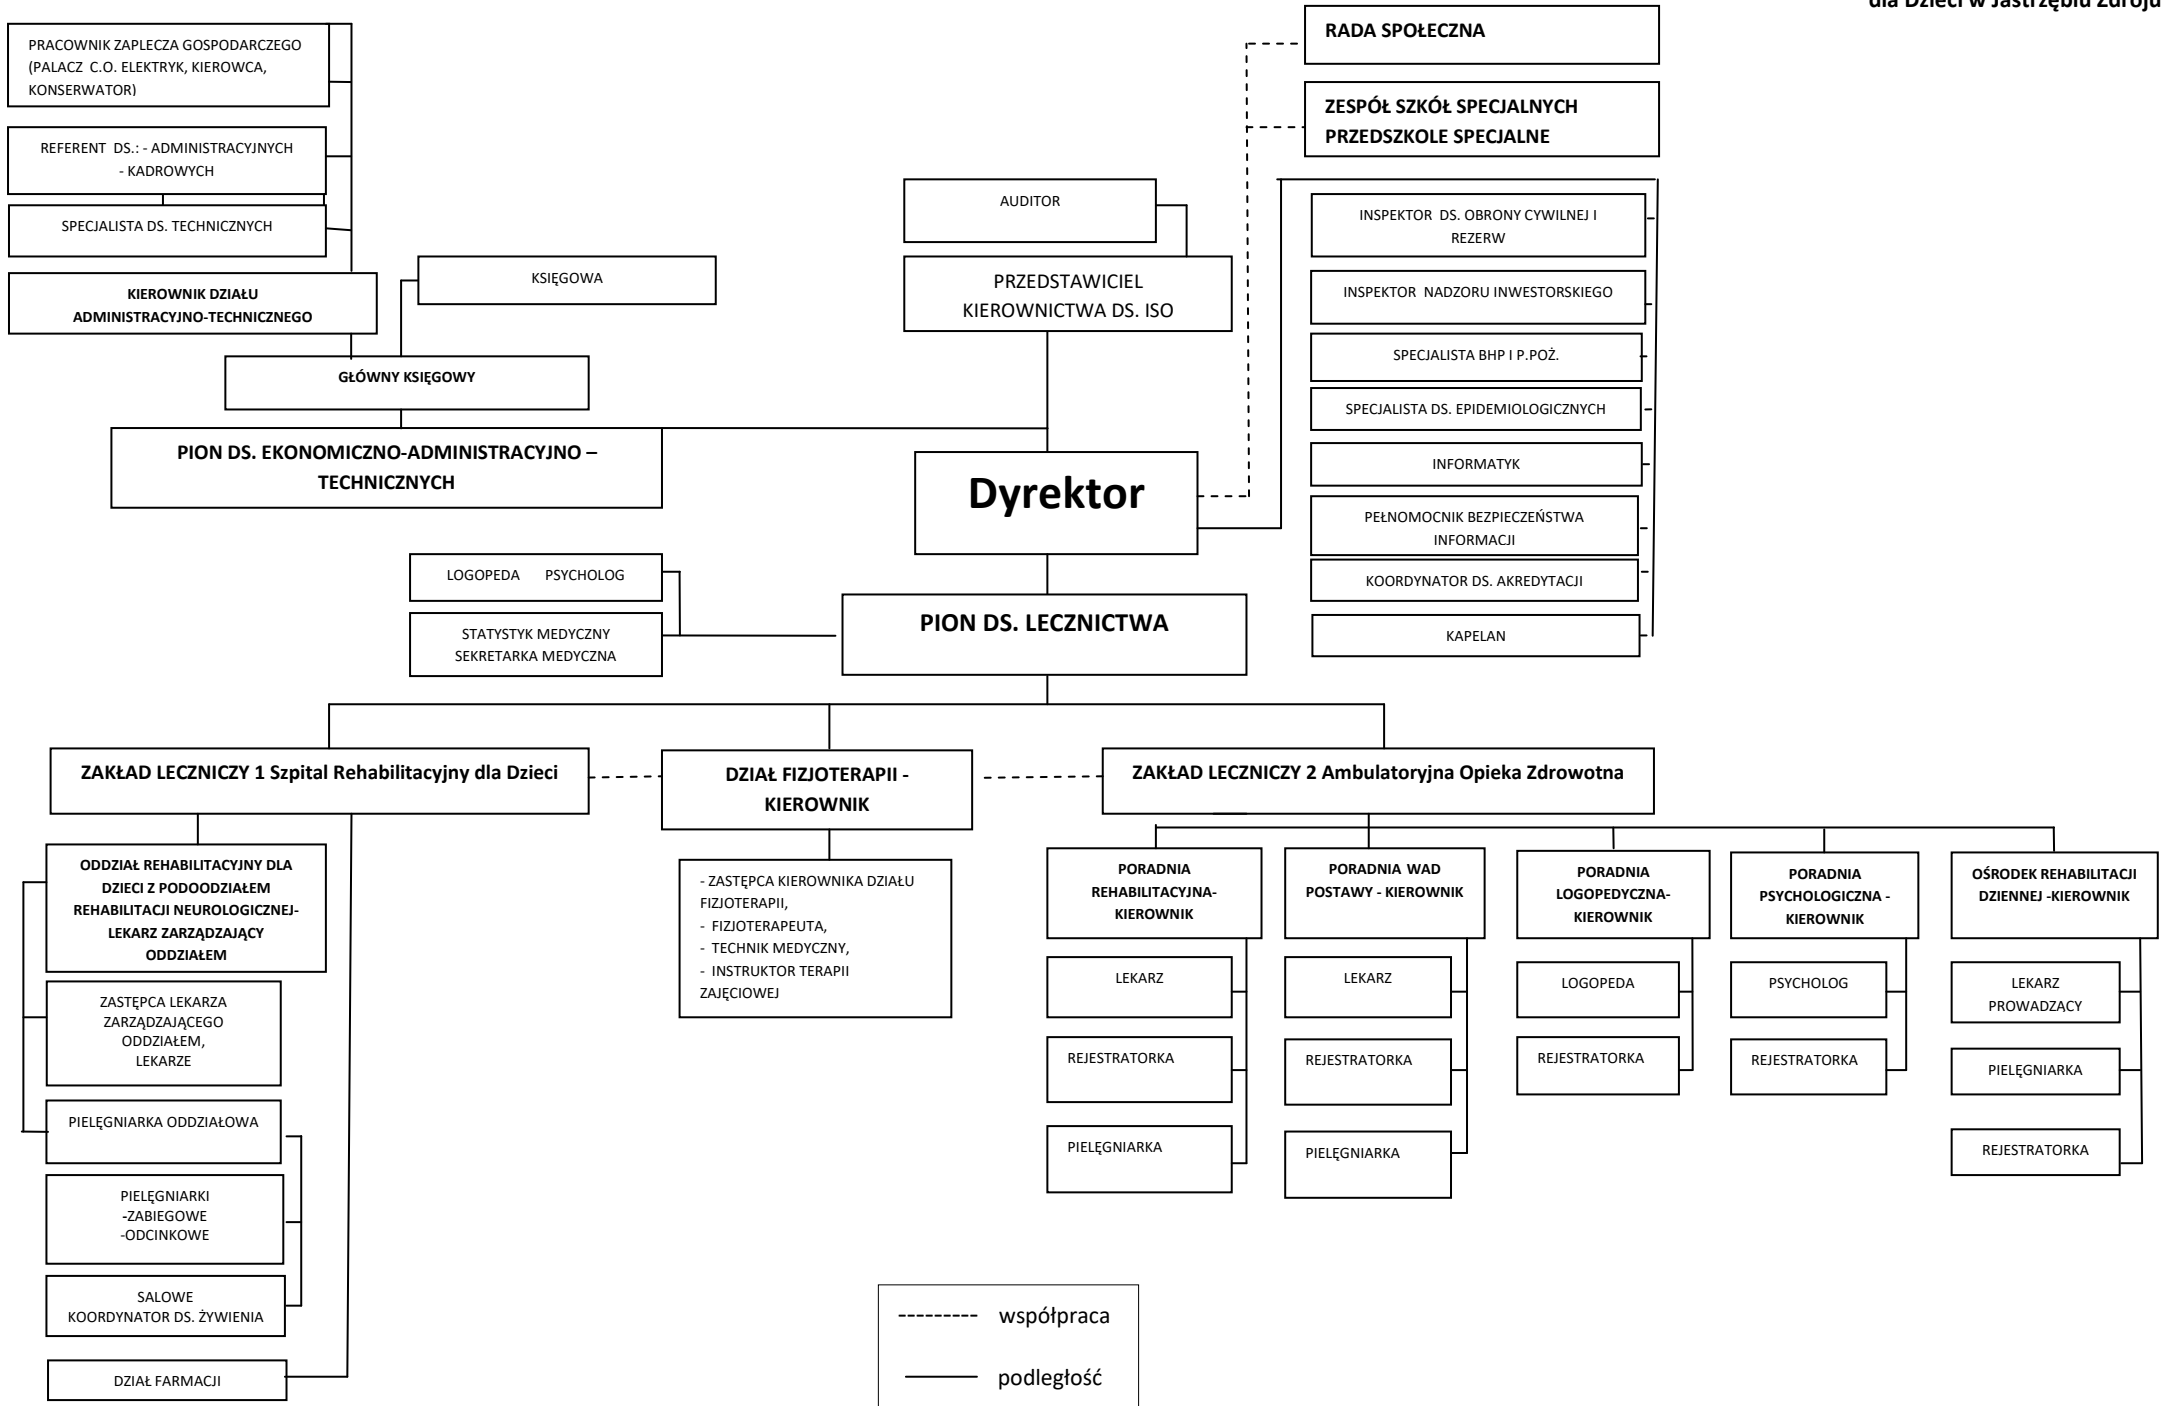 dla Dzieci w Jastrzębiu Zdroju
PRACOWNIK ZAPLECZA GOSPODARCZEGO
(PALACZ C.O. ELEKTRYK, KIEROWCA,
KONSERWATOR)
REFERENT DS.: - ADMINISTRACYJNYCH
- KADROWYCH
SPECJALISTA DS. TECHNICZNYCH
KIEROWNIK DZIAŁU
ADMINISTRACYJNO-TECHNICZNEGO
KSIĘGOWA
GŁÓWNY KSIĘGOWY
PION DS. EKONOMICZNO-ADMINISTRACYJNO –
TECHNICZNYCH
AUDITOR
PRZEDSTAWICIEL
KIEROWNICTWA DS. ISO
Dyrektor
RADA SPOŁECZNA
ZESPÓŁ SZKÓŁ SPECJALNYCH
PRZEDSZKOLE SPECJALNE
INSPEKTOR DS. OBRONY CYWILNEJ I
REZERW
INSPEKTOR NADZORU INWESTORSKIEGO
SPECJALISTA BHP I P.POŻ.
SPECJALISTA DS. EPIDEMIOLOGICZNYCH
INFORMATYK
PEŁNOMOCNIK BEZPIECZEŃSTWA
INFORMACJI
KOORDYNATOR DS. AKREDYTACJI
KAPELAN
LOGOPEDA PSYCHOLOG
STATYSTYK MEDYCZNY
SEKRETARKA MEDYCZNA
PION DS. LECZNICTWA
ZAKŁAD LECZNICZY 1 Szpital Rehabilitacyjny dla Dzieci
DZIAŁ FIZJOTERAPII -
KIEROWNIK
ZAKŁAD LECZNICZY 2 Ambulatoryjna Opieka Zdrowotna
ODDZIAŁ REHABILITACYJNY DLA
DZIECI Z PODOODZIAŁEM
REHABILITACJI NEUROLOGICZNEJ-
LEKARZ ZARZĄDZAJĄCY
ODDZIAŁEM
ZASTĘPCA LEKARZA
ZARZĄDZAJĄCEGO
ODDZIAŁEM,
LEKARZE
PIELĘGNIARKA ODDZIAŁOWA
PIELĘGNIARKI
-ZABIEGOWE
-ODCINKOWE
SALOWE
KOORDYNATOR DS. ŻYWIENIA
DZIAŁ FARMACJI
- ZASTĘPCA KIEROWNIKA DZIAŁU
FIZJOTERAPII,
- FIZJOTERAPEUTA,
- TECHNIK MEDYCZNY,
- INSTRUKTOR TERAPII
ZAJĘCIOWEJ
PORADNIA
REHABILITACYJNA-
KIEROWNIK
LEKARZ
REJESTRATORKA
PIELĘGNIARKA
PORADNIA WAD
POSTAWY - KIEROWNIK
LEKARZ
REJESTRATORKA
PIELĘGNIARKA
PORADNIA
LOGOPEDYCZNA-
KIEROWNIK
LOGOPEDA
REJESTRATORKA
PORADNIA
PSYCHOLOGICZNA -
KIEROWNIK
PSYCHOLOG
REJESTRATORKA
OŚRODEK REHABILITACJI
DZIENNEJ -KIEROWNIK
LEKARZ
PROWADZĄCY
PIELĘGNIARKA
REJESTRATORKA
współpraca
podległość